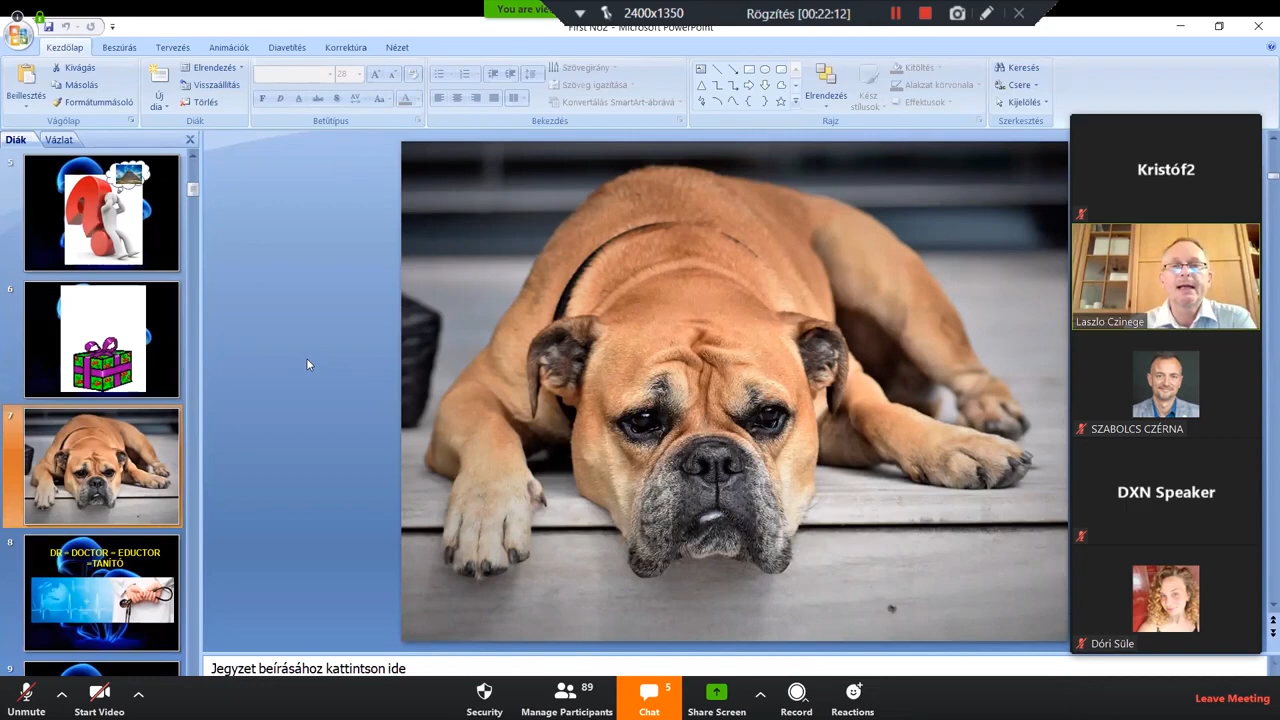 You are vie
2400x1350
Rögzítés [00:22:12]
First No2 - Microsoft PowerPoint
Kezdőlap
Beszúrás
Tervezés
Animációk
Diavetítés
Korrektúra
Nézet
Beillesztés
Kivágás
Másolás
Formátummásoló
Vágólap
Új
dia
Elrendezés
Visszaállítás
Törlés
Diák
28
Betűtípus
Szövegirány
Szöveg igazítása
Konvertálás SmartArt-ábrává
Bekezdés
Elrendezés
Kész
stílusok
Kitöltés
Alakzat körvonala
Effektusok
Rajz
Keresés
Csere
Kijelölés
Szerkesztés
Diák
Vázlat
5
6
7
8
DR = DOCTOR = EDUCTOR
=TANÍTÓ
9
Kristóf2
Laszlo Czinege
SZABOLCS CZÉRNA
DXN Speaker
Dóri Süle
Jegyzet beírásához kattintson ide
Unmute
Start Video
Security
89
Manage Participants
5
Chat
Share Screen
Record
Reactions
Leave Meeting